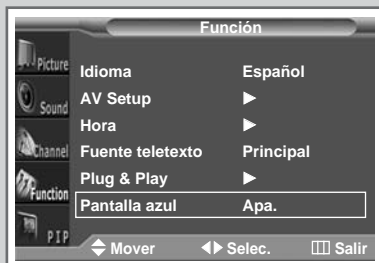 Función
Picture
Sound
Channel
Function
PIP
Idioma Español
AV Setup ▶
Hora ▶
Fuente teletexto Principal
Plug & Play ▶
Pantalla azul Apa.
Mover Selec. Salir